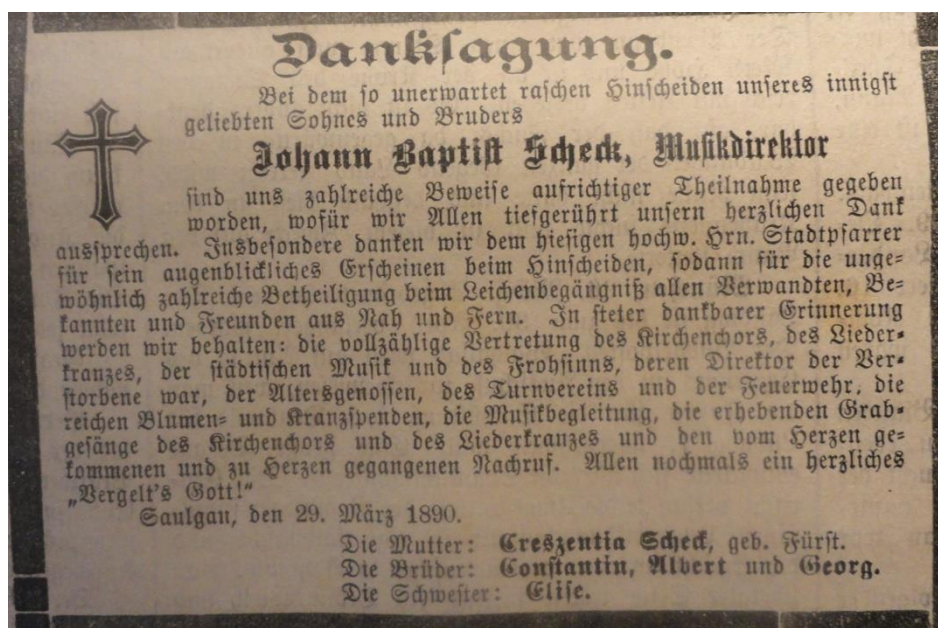 Dankſagung.
Bei dem ſo unerwartet raſchen Hinſcheiden unſeres innigſt
geliebten Sohnes und Bruders
Johann Baptiſt Scheck, Muſikdirektor
ſind uns zahlreiche Beweiſe aufrichtiger Theilnahme gegeben
worden, wofür wir Allen tiefgerührt unſern herzlichen Dank
ausſprechen. Insbeſondere danken wir dem hieſigen hochw. Hrn. Stadtpfarrer
für ſein augenblickliches Erſcheinen beim Hinſcheiden, ſodann für die unge-
wöhnlich zahlreiche Betheiligung beim Leichenbegängniß allen Verwandten, Be-
kannten und Freunden aus Nah und Fern. In ſteter dankbarer Erinnerung
werden wir behalten: die vollzählige Vertretung des Kirchenchors, des Lieder-
kranzes, der ſtädtiſchen Muſik und des Frohſinns, deren Direktor der Ver-
ſtorbene war, der Altersgenoſſen, des Turnvereins und der Feuerwehr, die
reichen Blumen- und Kranzſpenden, die Muſikbegleitung, die erhebenden Grab-
geſänge des Kirchenchors und des Liederkranzes und den vom Herzen ge-
kommenen und zu Herzen gegangenen Nachruf. Allen nochmals ein herzliches
„Vergelt's Gott!“
Saulgau, den 29. März 1890.
Die Mutter: Creszentia Scheck, geb. Fürſt.
Die Brüder: Conſtantin, Albert und Georg.
Die Schweſter: Eliſe.